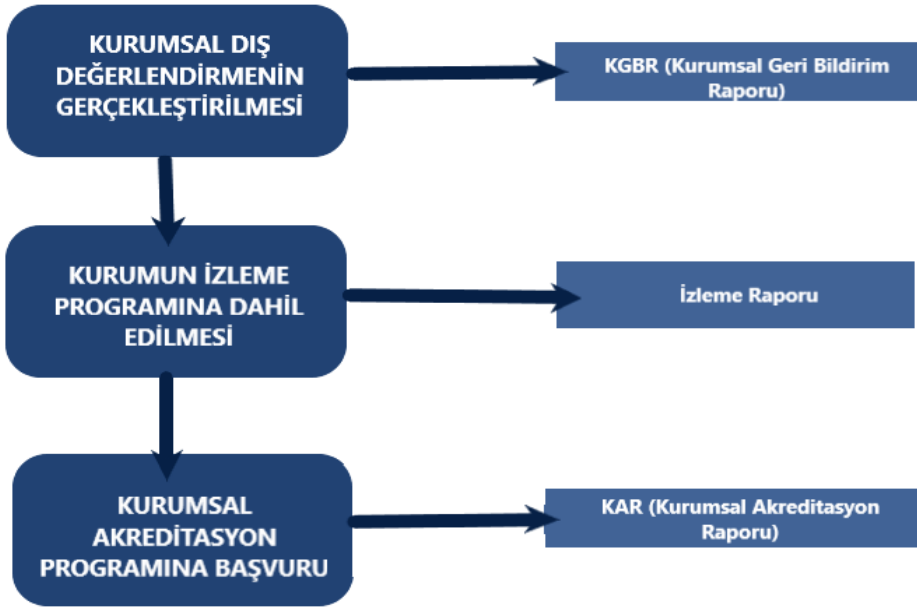 KURUMSAL DIŞ
DEĞERLENDİRMENİN
GERÇEKLEŞTİRİLMESİ
KGBR (Kurumsal Geri Bildirim
Raporu)
KURUMUN İZLEME
PROGRAMINA DAHİL
EDİLMESİ
İzleme Raporu
KURUMSAL
AKREDİTASYON
PROGRAMINA BAŞVURU
KAR (Kurumsal Akreditasyon
Raporu)